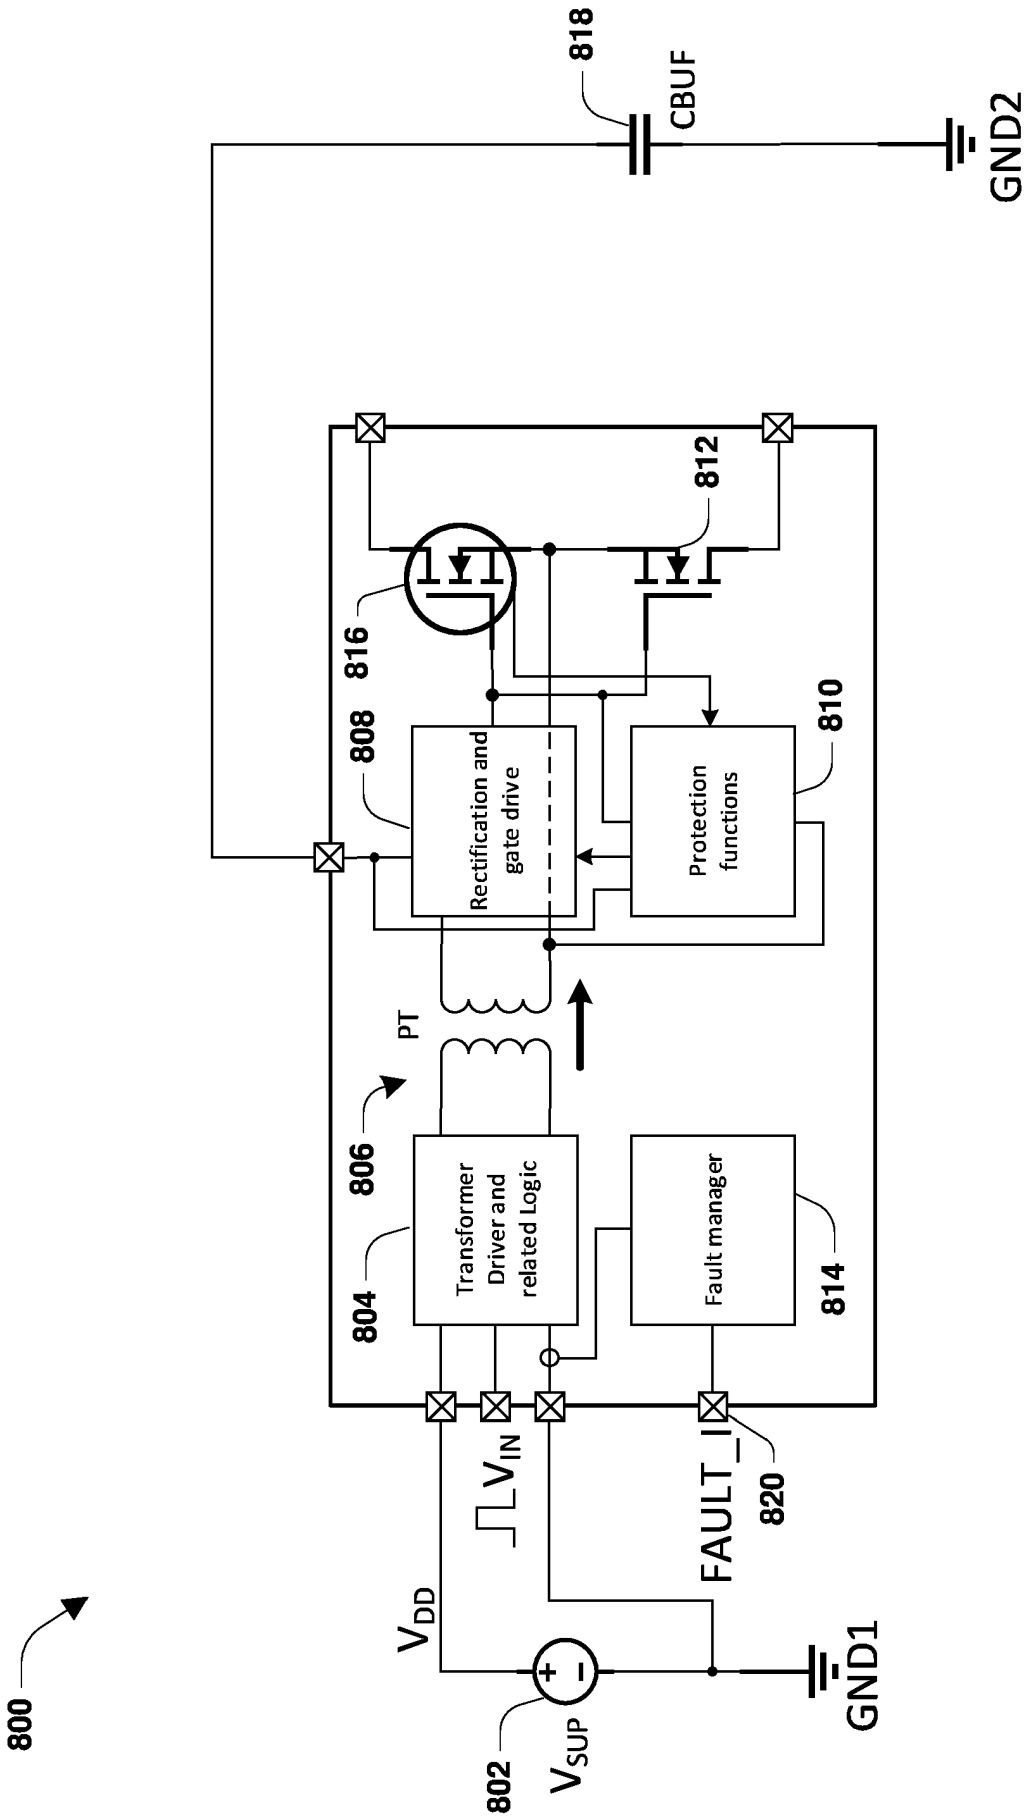 800
802
V_SUP
V_DD
V_IN
GND1
FAULT_I
820
804
Transformer
Driver and
related Logic
814
Fault manager
806
PT
808
Rectification and
gate drive
810
Protection
functions
816
812
818
CBUF
GND2